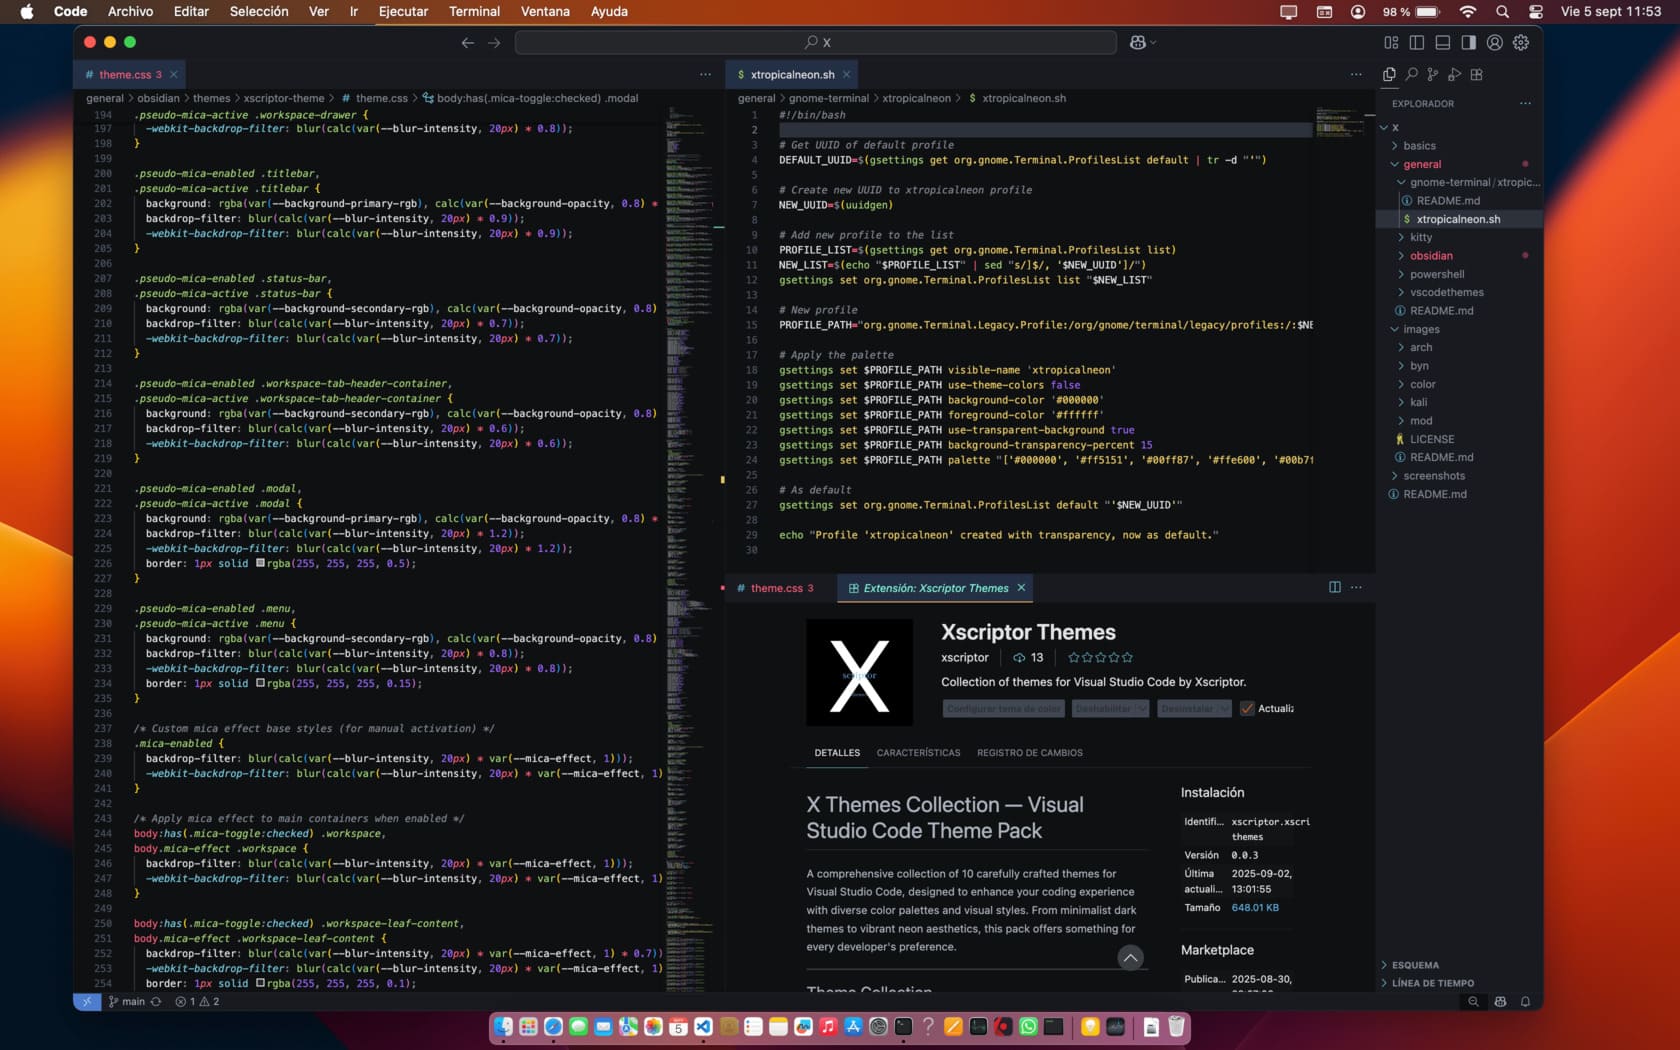 Code Archivo Editar Selección Ver Ir Ejecutar Terminal Ventana Ayuda 98 % Vie 5 sept 11:53
X
# theme.css 3
general > obsidian > themes > xscriptor-theme > # theme.css > body:has(.mica-toggle:checked) .modal
194 .pseudo-mica-active .workspace-drawer {
197 -webkit-backdrop-filter: blur(calc(var(--blur-intensity, 20px) * 0.8));
198 }
199
200 .pseudo-mica-enabled .titlebar,
201 .pseudo-mica-active .titlebar {
202 background: rgba(var(--background-primary-rgb), calc(var(--background-opacity, 0.8) *
203 backdrop-filter: blur(calc(var(--blur-intensity, 20px) * 0.9));
204 -webkit-backdrop-filter: blur(calc(var(--blur-intensity, 20px) * 0.9));
205 }
206
207 .pseudo-mica-enabled .status-bar,
208 .pseudo-mica-active .status-bar {
209 background: rgba(var(--background-secondary-rgb), calc(var(--background-opacity, 0.8)
210 backdrop-filter: blur(calc(var(--blur-intensity, 20px) * 0.7));
211 -webkit-backdrop-filter: blur(calc(var(--blur-intensity, 20px) * 0.7));
212 }
213
214 .pseudo-mica-enabled .workspace-tab-header-container,
215 .pseudo-mica-active .workspace-tab-header-container {
216 background: rgba(var(--background-secondary-rgb), calc(var(--background-opacity, 0.8)
217 backdrop-filter: blur(calc(var(--blur-intensity, 20px) * 0.6));
218 -webkit-backdrop-filter: blur(calc(var(--blur-intensity, 20px) * 0.6));
219 }
220
221 .pseudo-mica-enabled .modal,
222 .pseudo-mica-active .modal {
223 background: rgba(var(--background-primary-rgb), calc(var(--background-opacity, 0.8) *
224 backdrop-filter: blur(calc(var(--blur-intensity, 20px) * 1.2));
225 -webkit-backdrop-filter: blur(calc(var(--blur-intensity, 20px) * 1.2));
226 border: 1px solid rgba(255, 255, 255, 0.5);
227 }
228
229 .pseudo-mica-enabled .menu,
230 .pseudo-mica-active .menu {
231 background: rgba(var(--background-secondary-rgb), calc(var(--background-opacity, 0.8)
232 backdrop-filter: blur(calc(var(--blur-intensity, 20px) * 0.8));
233 -webkit-backdrop-filter: blur(calc(var(--blur-intensity, 20px) * 0.8));
234 border: 1px solid rgba(255, 255, 255, 0.15);
235 }
236
237 /* Custom mica effect base styles (for manual activation) */
238 .mica-enabled {
239 backdrop-filter: blur(calc(var(--blur-intensity, 20px) * var(--mica-effect, 1)));
240 -webkit-backdrop-filter: blur(calc(var(--blur-intensity, 20px) * var(--mica-effect, 1)
241 }
242
243 /* Apply mica effect to main containers when enabled */
244 body:has(.mica-toggle:checked) .workspace,
245 body.mica-effect .workspace {
246 backdrop-filter: blur(calc(var(--blur-intensity, 20px) * var(--mica-effect, 1)));
247 -webkit-backdrop-filter: blur(calc(var(--blur-intensity, 20px) * var(--mica-effect, 1)
248 }
249
250 body:has(.mica-toggle:checked) .workspace-leaf-content,
251 body.mica-effect .workspace-leaf-content {
252 backdrop-filter: blur(calc(var(--blur-intensity, 20px) * var(--mica-effect, 1) * 0.7))
253 -webkit-backdrop-filter: blur(calc(var(--blur-intensity, 20px) * var(--mica-effect, 1)
254 border: 1px solid rgba(255, 255, 255, 0.1);
$ xtropicalneon.sh
general > gnome-terminal > xtropicalneon > $ xtropicalneon.sh
1 #!/bin/bash
2
3 # Get UUID of default profile
4 DEFAULT_UUID=$(gsettings get org.gnome.Terminal.ProfilesList default | tr -d "'")
5
6 # Create new UUID to xtropicalneon profile
7 NEW_UUID=$(uuidgen)
8
9 # Add new profile to the list
10 PROFILE_LIST=$(gsettings get org.gnome.Terminal.ProfilesList list)
11 NEW_LIST=$(echo "$PROFILE_LIST" | sed "s/]$/, '$NEW_UUID']/")
12 gsettings set org.gnome.Terminal.ProfilesList list "$NEW_LIST"
13
14 # New profile
15 PROFILE_PATH="org.gnome.Terminal.Legacy.Profile:/org/gnome/terminal/legacy/profiles:/:$NE
16
17 # Apply the palette
18 gsettings set $PROFILE_PATH visible-name 'xtropicalneon'
19 gsettings set $PROFILE_PATH use-theme-colors false
20 gsettings set $PROFILE_PATH background-color '#000000'
21 gsettings set $PROFILE_PATH foreground-color '#ffffff'
22 gsettings set $PROFILE_PATH use-transparent-background true
23 gsettings set $PROFILE_PATH background-transparency-percent 15
24 gsettings set $PROFILE_PATH palette "['#000000', '#ff5151', '#00ff87', '#ffe600', '#00b7f
25
26 # As default
27 gsettings set org.gnome.Terminal.ProfilesList default "'$NEW_UUID'"
28
29 echo "Profile 'xtropicalneon' created with transparency, now as default."
30
# theme.css 3 Extensión: Xscriptor Themes
X
scriptor
Xscriptor Themes
xscriptor 13
Collection of themes for Visual Studio Code by Xscriptor.
Configurar tema de color Deshabilitar Desinstalar Actualiz
DETALLES CARACTERÍSTICAS REGISTRO DE CAMBIOS
X Themes Collection — Visual
Studio Code Theme Pack
A comprehensive collection of 10 carefully crafted themes for
Visual Studio Code, designed to enhance your coding experience
with diverse color palettes and visual styles. From minimalist dark
themes to vibrant neon aesthetics, this pack offers something for
every developer's preference.
Theme Collection
Instalación
Identifi... xscriptor.xscri
themes
Versión 0.0.3
Última 2025-09-02,
actuali... 13:01:55
Tamaño 648.01 KB
Marketplace
Publica... 2025-08-30,
EXPLORADOR
X
basics
general
gnome-terminal/xtropic...
README.md
$ xtropicalneon.sh
kitty
obsidian
powershell
vscodethemes
README.md
images
arch
byn
color
kali
mod
LICENSE
README.md
screenshots
README.md
ESQUEMA
LÍNEA DE TIEMPO
main 1 2
5